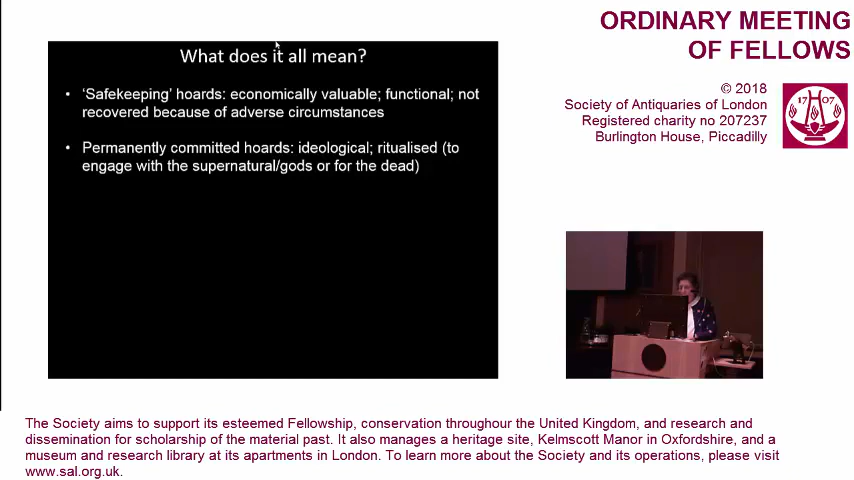 ORDINARY MEETING
OF FELLOWS
What does it all mean?
• 'Safekeeping' hoards: economically valuable; functional; not
recovered because of adverse circumstances
• Permanently committed hoards: ideological; ritualised (to
engage with the supernatural/gods or for the dead)
© 2018
Society of Antiquaries of London
Registered charity no 207237
Burlington House, Piccadilly
17 07
The Society aims to support its esteemed Fellowship, conservation throughour the United Kingdom, and research and
dissemination for scholarship of the material past. It also manages a heritage site, Kelmscott Manor in Oxfordshire, and a
museum and research library at its apartments in London. To learn more about the Society and its operations, please visit
www.sal.org.uk.